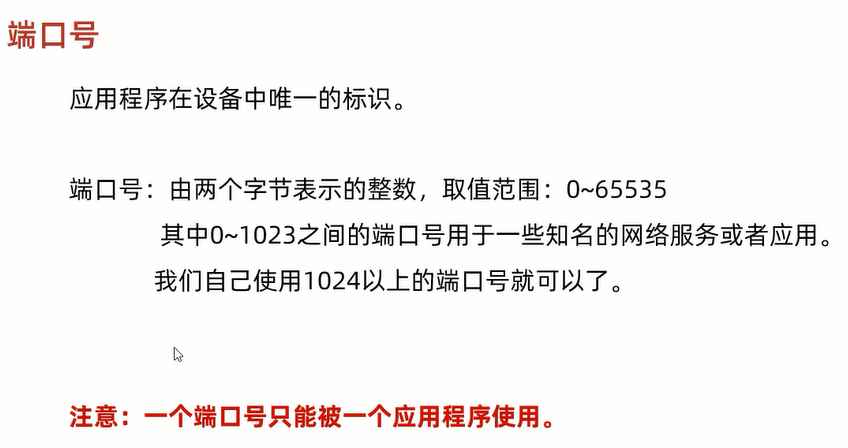 端口号
应用程序在设备中唯一的标识。
端口号：由两个字节表示的整数，取值范围：0~65535
其中0~1023之间的端口号用于一些知名的网络服务或者应用。
我们自己使用1024以上的端口号就可以了。
注意：一个端口号只能被一个应用程序使用。